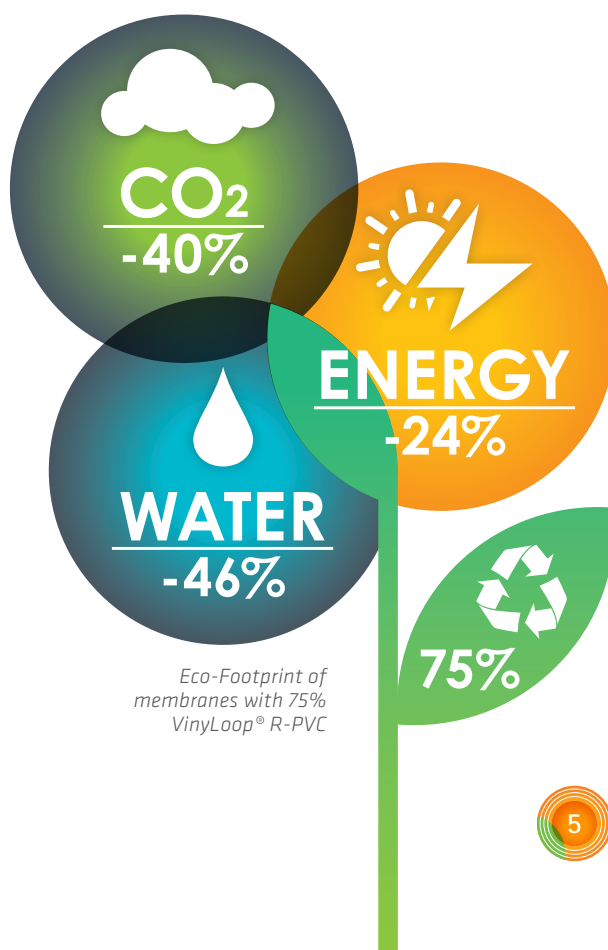 CO2
-40%
ENERGY
-24%
WATER
-46%
75%
Eco-Footprint of
membranes with 75%
VinyLoop® R-PVC
5